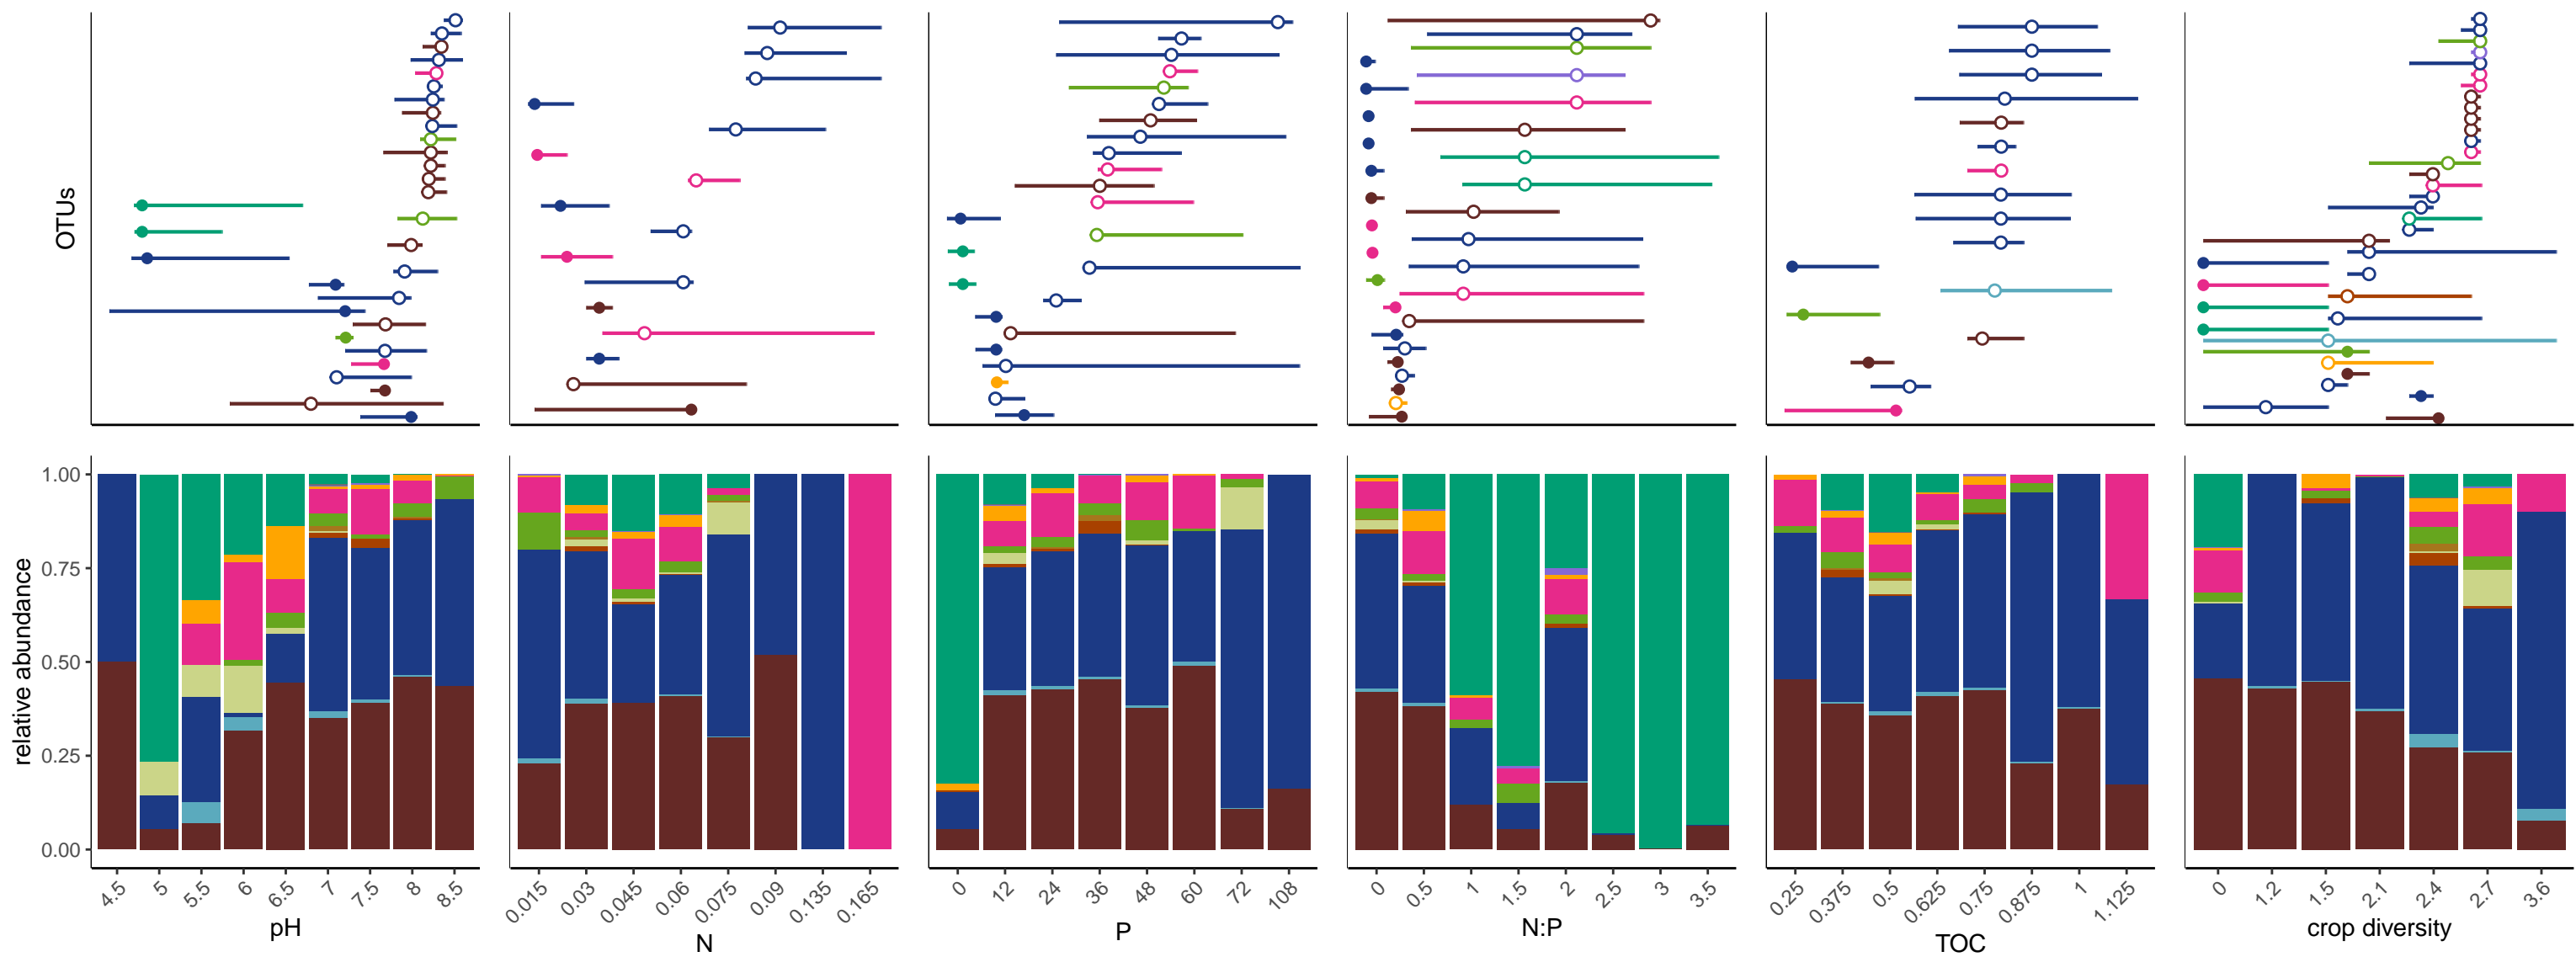 OTUs
relative abundance
1.00
0.75
0.50
0.25
0.00
4.5 5 5.5 6 6.5 7 7.5 8 8.5
pH
0.015 0.03 0.045 0.06 0.075 0.09 0.135 0.165
N
0 12 24 36 48 60 72 108
P
0 0.5 1 1.5 2 2.5 3 3.5
N:P
0.25 0.375 0.5 0.625 0.75 0.875 1 1.125
TOC
0 1.2 1.5 2.1 2.4 2.7 3.6
crop diversity